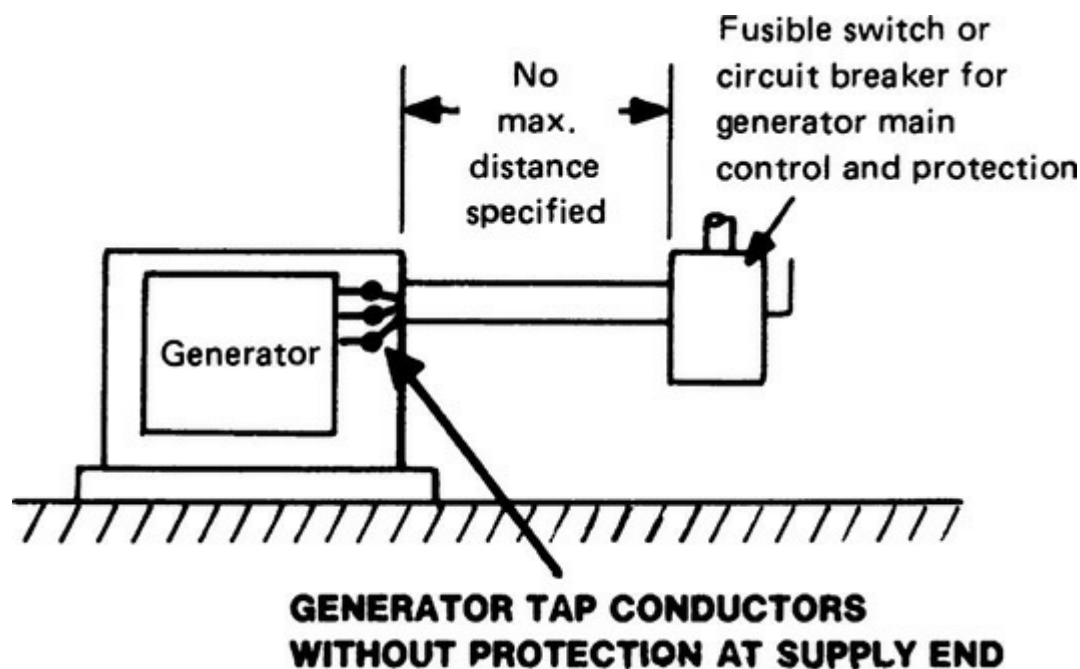 Fusible switch or
circuit breaker for
generator main
control and protection
No
max.
distance
specified
Generator
GENERATOR TAP CONDUCTORS
WITHOUT PROTECTION AT SUPPLY END